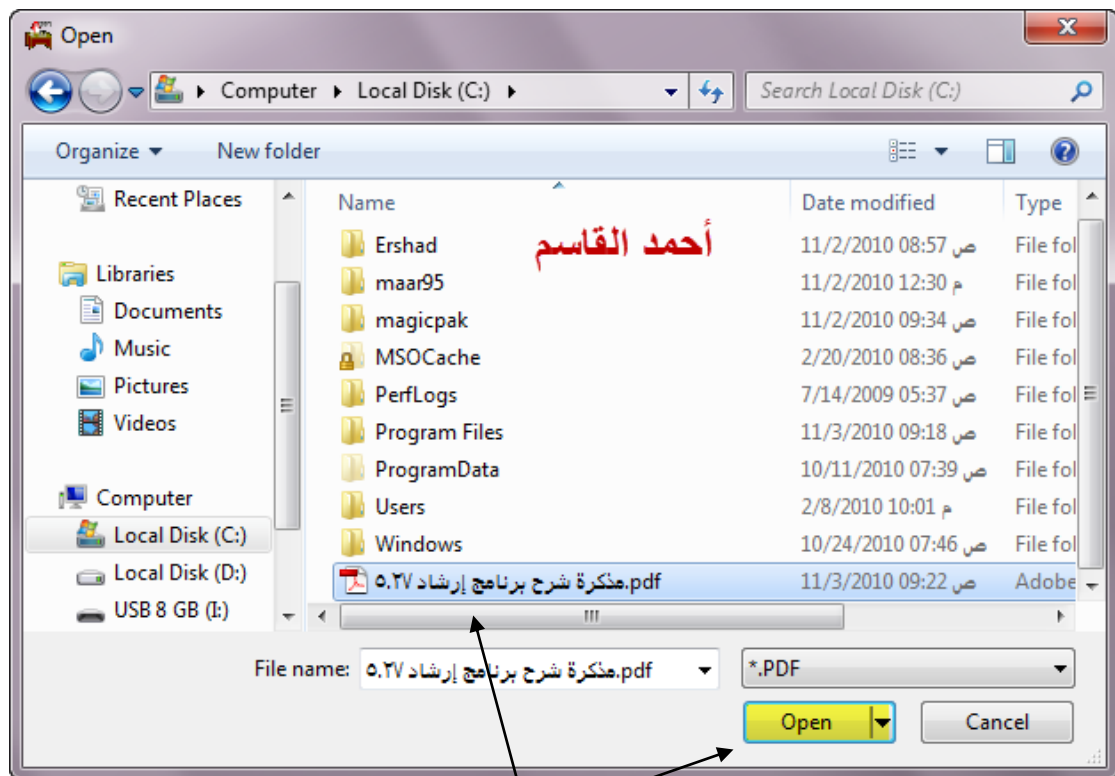 Open
Computer ▸ Local Disk (C:) ▸
Search Local Disk (C:)
Organize
New folder
Recent Places
Libraries
Documents
Music
Pictures
Videos
Computer
Local Disk (C:)
Local Disk (D:)
USB 8 GB (I:)
Name Date modified Type
أحمد القاسم
Ershad 11/2/2010 08:57 ص File fol
maar95 11/2/2010 12:30 م File fol
magicpak 11/2/2010 09:34 ص File fol
MSOCache 2/20/2010 08:36 ص File fol
PerfLogs 7/14/2009 05:37 ص File fol
Program Files 11/3/2010 09:18 ص File fol
ProgramData 10/11/2010 07:39 ص File fol
Users 2/8/2010 10:01 م File fol
Windows 10/24/2010 07:46 ص File fol
مذكرة شرح برنامج إرشاد ٥.٢٧.pdf 11/3/2010 09:22 ص Adobe
File name: مذكرة شرح برنامج إرشاد ٥.٢٧.pdf
*.PDF
Open
Cancel